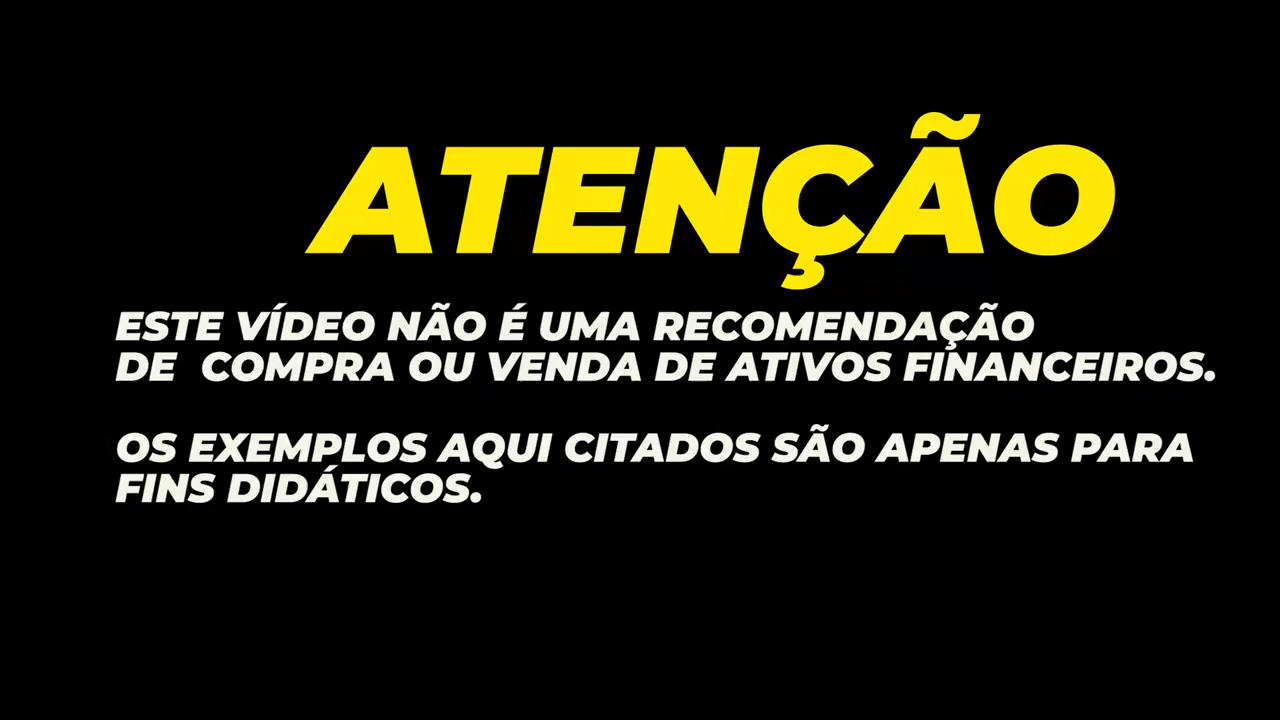 ATENÇÃO
ESTE VÍDEO NÃO É UMA RECOMENDAÇÃO
DE COMPRA OU VENDA DE ATIVOS FINANCEIROS.
OS EXEMPLOS AQUI CITADOS SÃO APENAS PARA
FINS DIDÁTICOS.